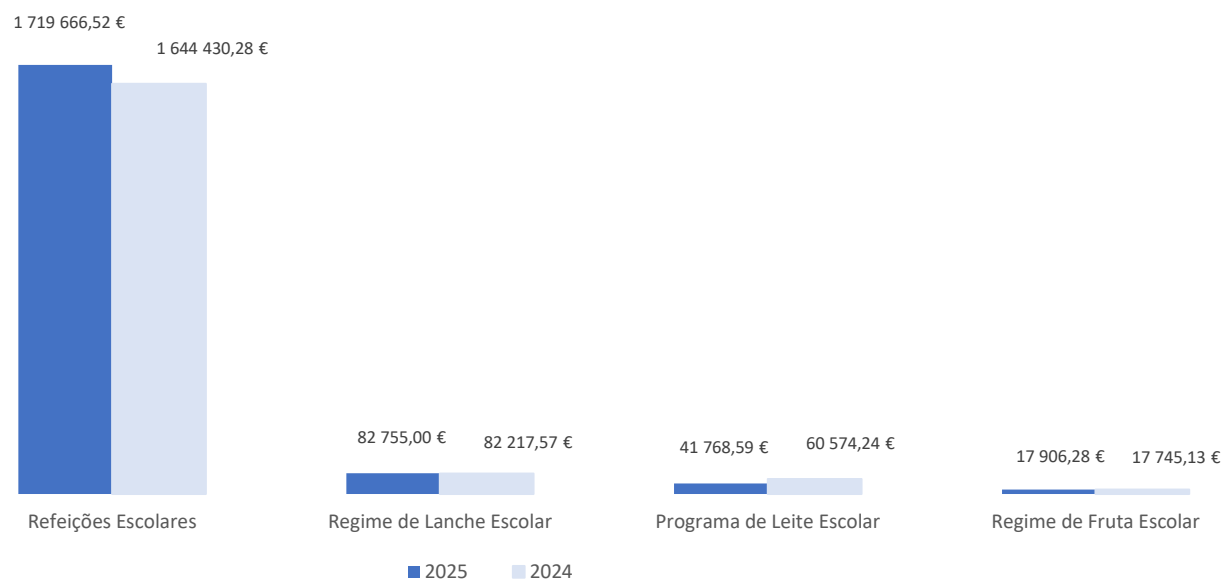 1 719 666,52 €
1 644 430,28 €
82 755,00 €
82 217,57 €
41 768,59 €
60 574,24 €
17 906,28 €
17 745,13 €
Refeições Escolares
Regime de Lanche Escolar
Programa de Leite Escolar
Regime de Fruta Escolar
2025
2024